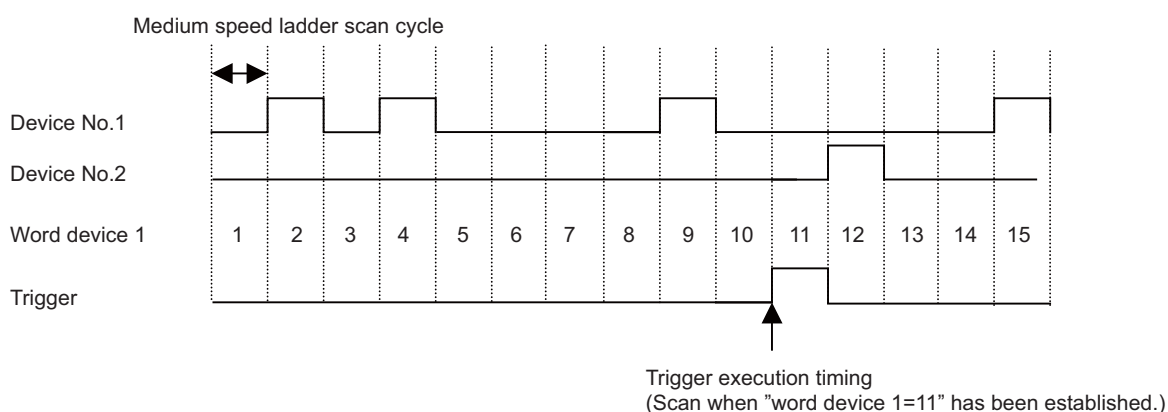 Medium speed ladder scan cycle
Device No.1
Device No.2
Word device 1 1 2 3 4 5 6 7 8 9 10 11 12 13 14 15
Trigger
Trigger execution timing
(Scan when ”word device 1=11” has been established.)